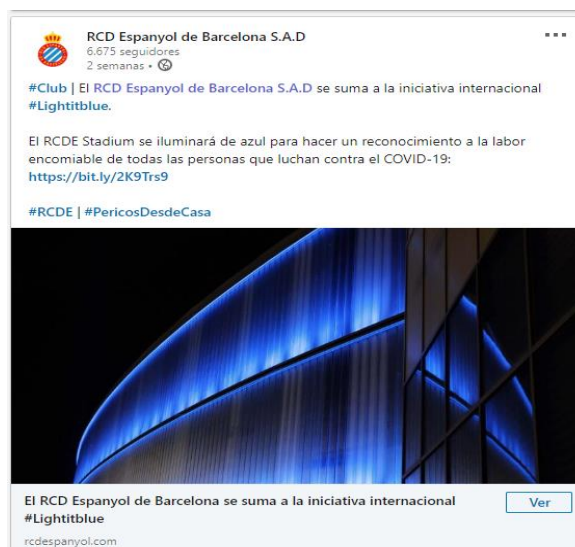 RCD Espanyol de Barcelona S.A.D
6.675 seguidores
2 semanas •
#Club | El RCD Espanyol de Barcelona S.A.D se suma a la iniciativa internacional
#Lightitblue.
El RCDE Stadium se iluminará de azul para hacer un reconocimiento a la labor
encomiable de todas las personas que luchan contra el COVID-19:
https://bit.ly/2K9Trs9
#RCDE | #PericosDesdeCasa
El RCD Espanyol de Barcelona se suma a la iniciativa internacional
#Lightitblue
Ver
rcdespanyol.com